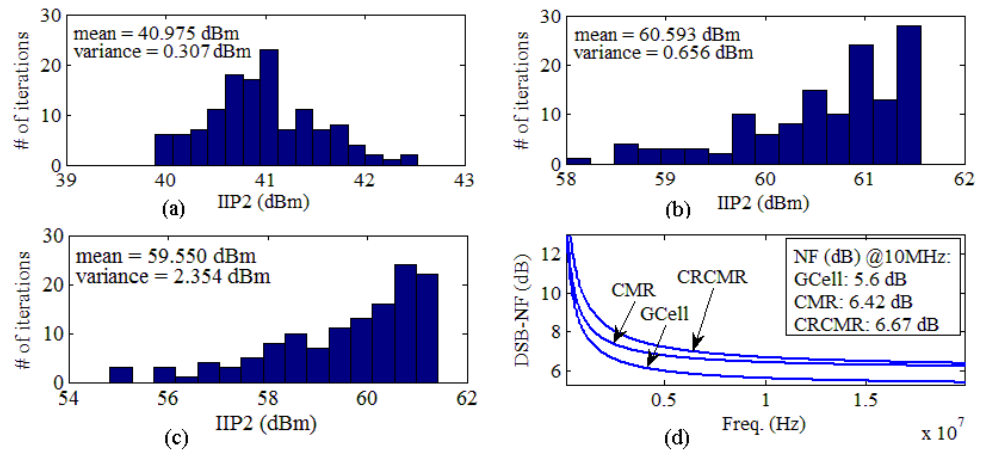 30
20
10
0
# of iterations
mean = 40.975 dBm
variance = 0.307 dBm
39
40
41
42
43
IIP2 (dBm)
(a)
30
20
10
0
# of iterations
mean = 60.593 dBm
variance = 0.656 dBm
58
59
60
61
62
IIP2 (dBm)
(b)
30
20
10
0
# of iterations
mean = 59.550 dBm
variance = 2.354 dBm
54
56
58
60
62
IIP2 (dBm)
(c)
12
10
8
6
DSB-NF (dB)
CMR
GCell
CRCMR
NF (dB) @10MHz:
GCell: 5.6 dB
CMR: 6.42 dB
CRCMR: 6.67 dB
0.5
1
1.5
Freq. (Hz)
x 10^7
(d)